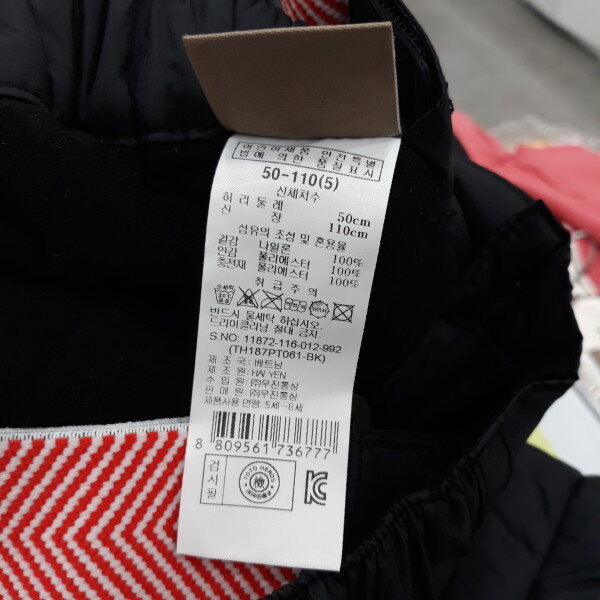 어린이제품 안전특별
법에 의한 품질표시
50-110(5)
신체치수
허리둘레 50cm
신 장 110cm
섬유의 조성 및 혼용율
겉감 나일론 100%
안감 폴리에스터 100%
충전재 폴리에스터 100%
취급주의
반드시 물세탁 하십시오
드라이클리닝 절대 금지.
S.NO: 11872-116-012-992
(TH187PT061-BK)
제 조 국: 베트남
제 조 원: HAI YEN
수 입 원: ㈜우진통상
판 매 원: ㈜우진통상
제품사용 연령: 5세~6세
8 809561 736777
검
사
필
TOTO HEROS
檢